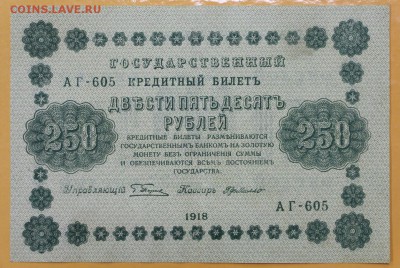 COINS.LAVE.RU
ГОСУДАРСТВЕННЫЙ
АГ-605 КРЕДИТНЫЙ БИЛЕТЪ
ДВѢСТИ ПЯТЬДЕСЯТЪ
РУБЛЕЙ
250 250
КРЕДИТНЫЕ БИЛЕТЫ РАЗМѢНИВАЮТСЯ
ГОСУДАРСТВЕННЫМЪ БАНКОМЪ НА ЗОЛОТУЮ
МОНЕТУ БЕЗЪ ОГРАНИЧЕНІЯ СУММЫ
И ОБЕЗПЕЧИВАЮТСЯ ВСѢМЪ ДОСТОЯНІЕМЪ
ГОСУДАРСТВА.
Управляющій Кассиръ
АГ-605
1918